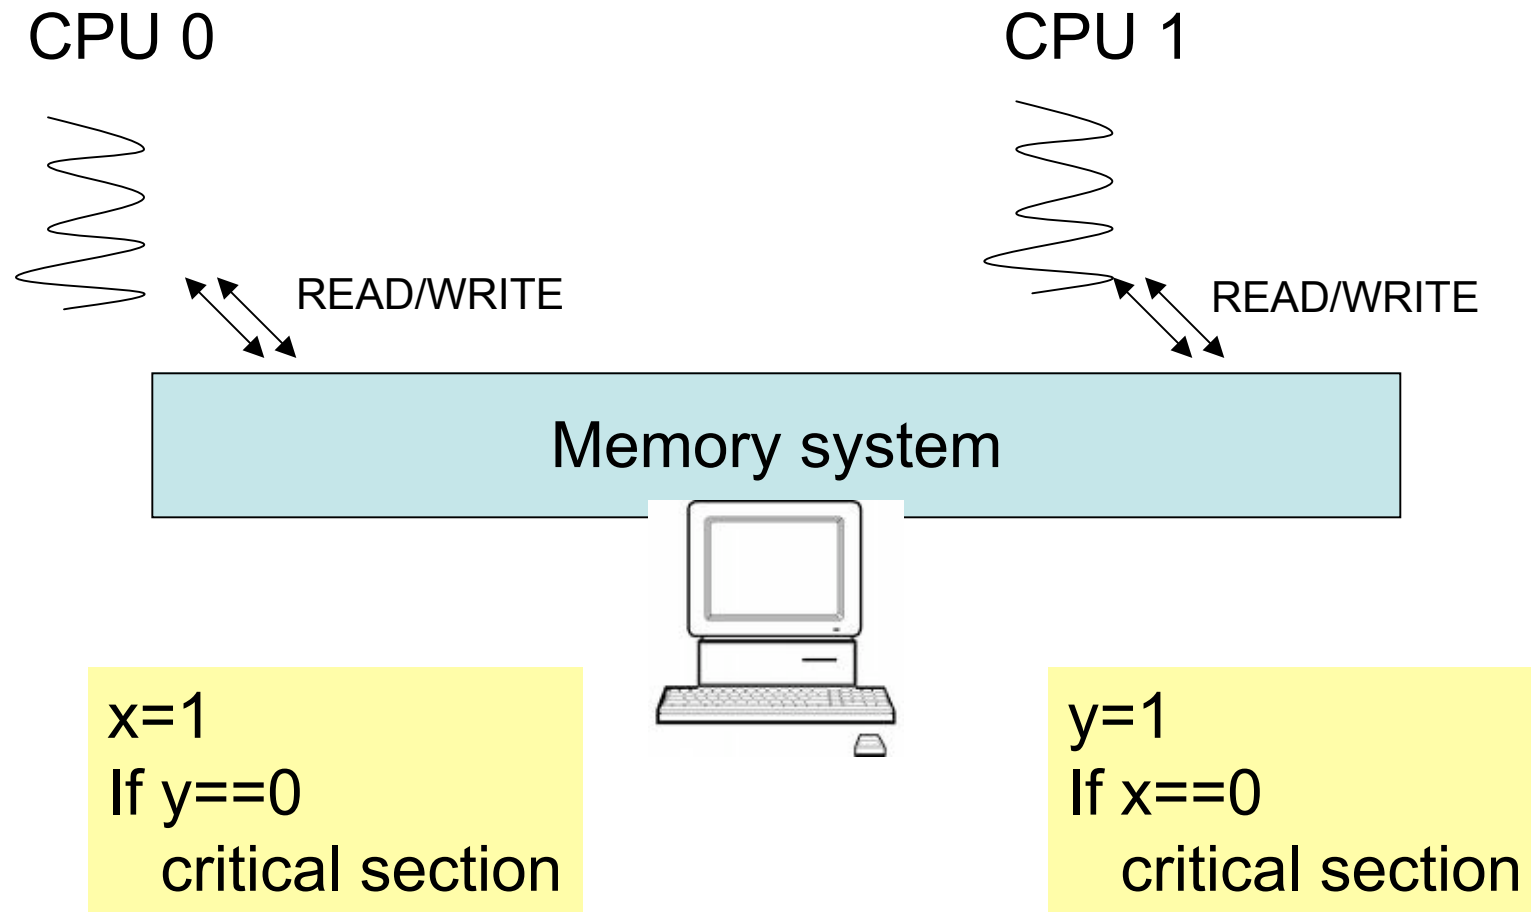 CPU 0
CPU 1
READ/WRITE
READ/WRITE
Memory system
x=1
If y==0
critical section
y=1
If x==0
critical section